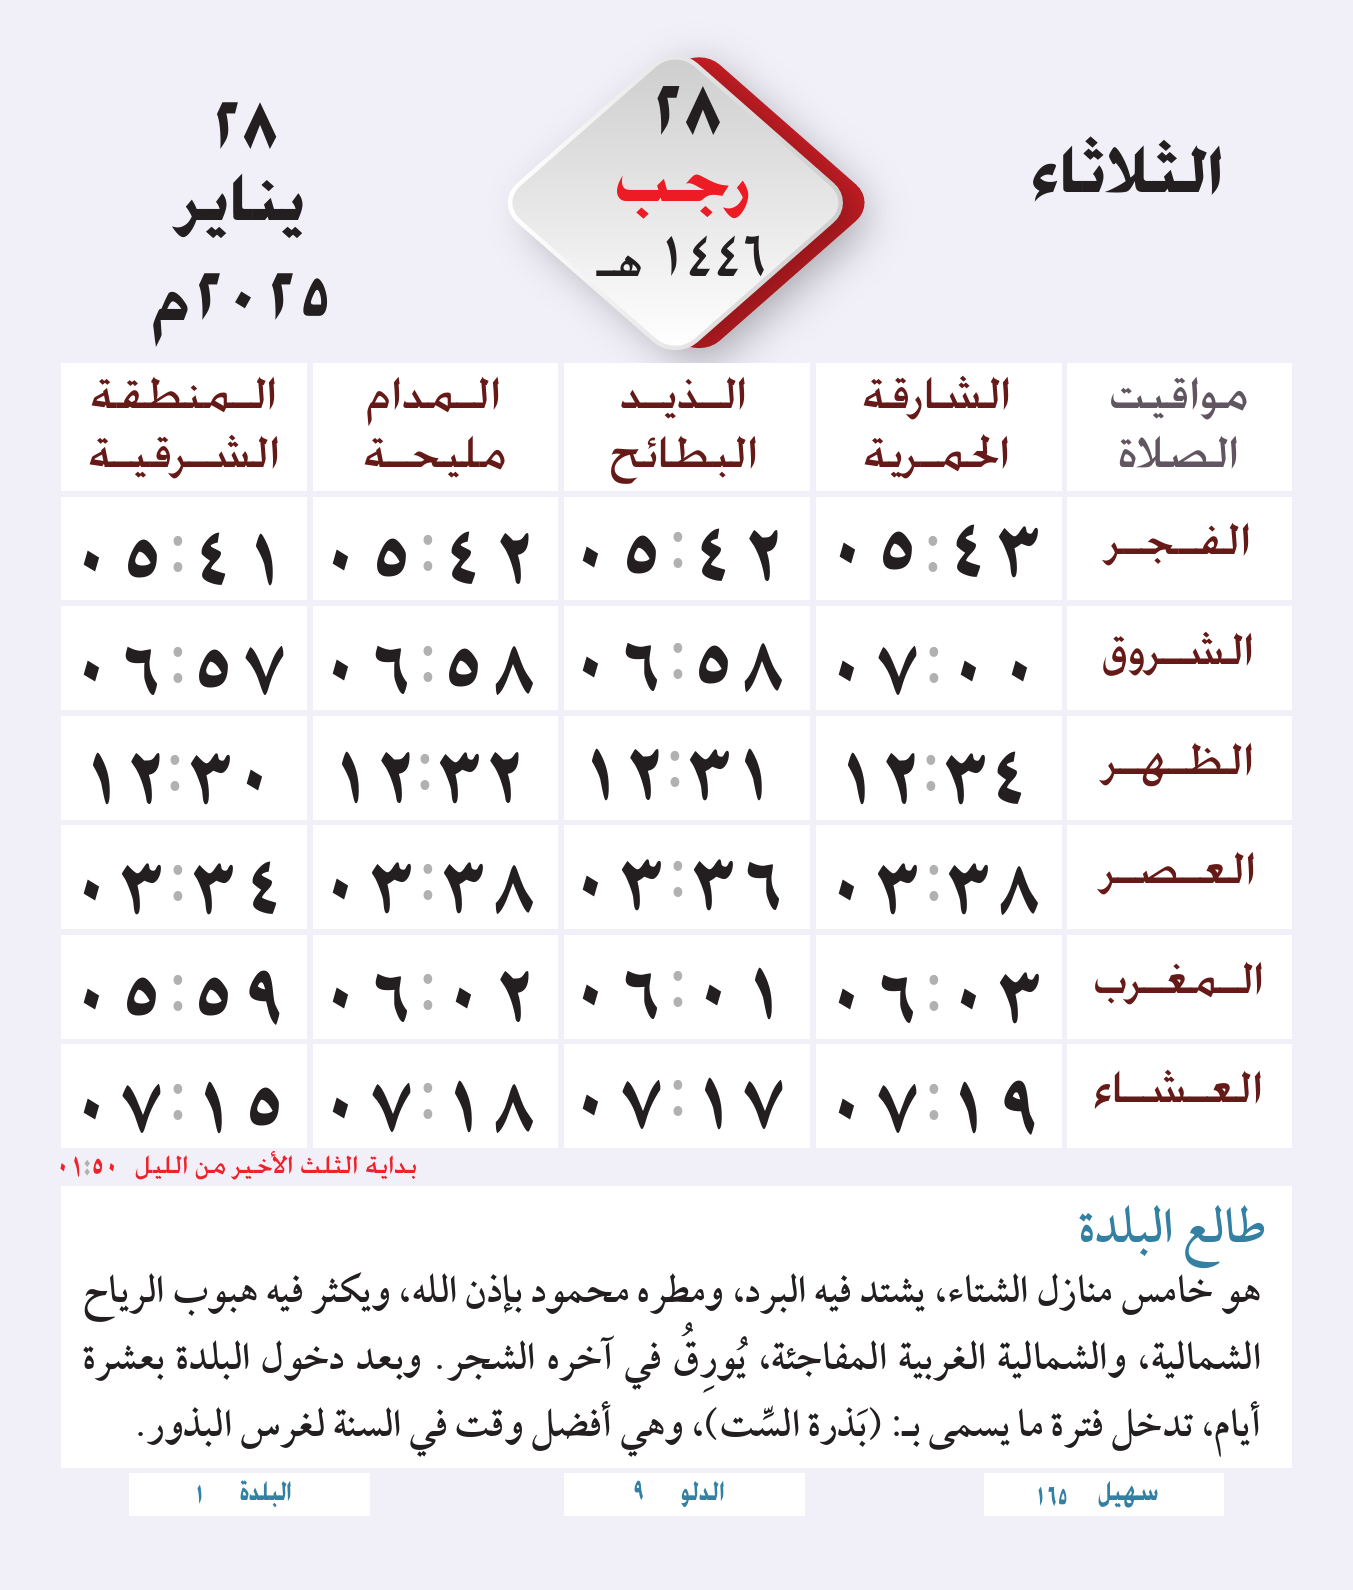 الثلاثاء
٢٨
رجب
١٤٤٦ هـ
٢٨
يناير
٢٠٢٥م
مواقيت الصلاة
الشارقة الحمرية
الذيد البطائح
المدام مليحة
المنطقة الشرقية
الفجر ٠٥:٤٣ ٠٥:٤٢ ٠٥:٤٢ ٠٥:٤١
الشروق ٠٧:٠٠ ٠٦:٥٨ ٠٦:٥٨ ٠٦:٥٧
الظهر ١٢:٣٤ ١٢:٣١ ١٢:٣٢ ١٢:٣٠
العصر ٠٣:٣٨ ٠٣:٣٦ ٠٣:٣٨ ٠٣:٣٤
المغرب ٠٦:٠٣ ٠٦:٠١ ٠٦:٠٢ ٠٥:٥٩
العشاء ٠٧:١٩ ٠٧:١٧ ٠٧:١٨ ٠٧:١٥
بداية الثلث الأخير من الليل ٠١:٥٠
طالع البلدة
هو خامس منازل الشتاء، يشتد فيه البرد، ومطره محمود بإذن الله، ويكثر فيه هبوب الرياح
الشمالية، والشمالية الغربية المفاجئة، يُورِقُ في آخره الشجر. وبعد دخول البلدة بعشرة
أيام، تدخل فترة ما يسمى بـ: (بَذرة السِّت)، وهي أفضل وقت في السنة لغرس البذور.
سهيل ١٦٥
الدلو ٩
البلدة ١